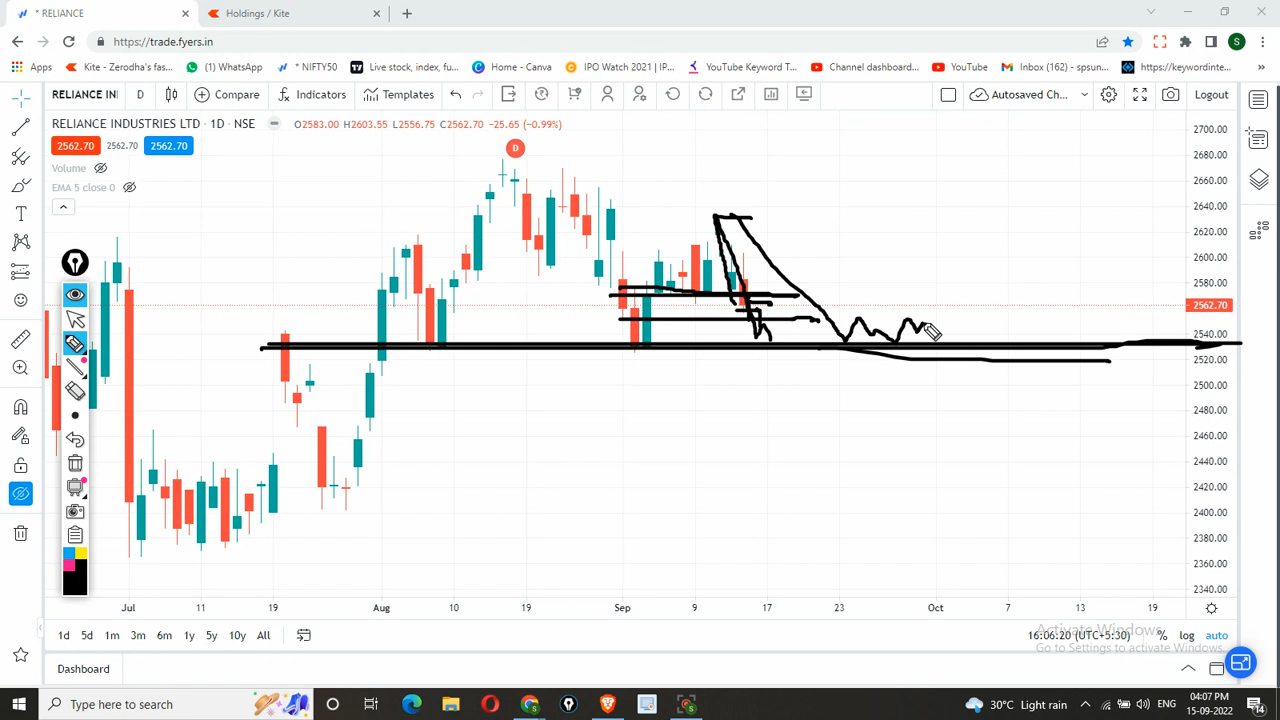 * RELIANCE
Holdings / Kite
https://trade.fyers.in
S
Apps
Kite - Zerodha's fas...
(1) WhatsApp
* NIFTY50
Live stock, index, fu...
Home - Canva
IPO Watch 2021 | IP...
YouTube Keyword T...
Channel dashboard...
YouTube
Inbox (162) - spsun...
https://keywordinte...
RELIANCE IN
D
Compare
Indicators
Templates
Autosaved Ch...
Logout
RELIANCE INDUSTRIES LTD · 1D · NSE
O2583.00 H2603.55 L2556.75 C2562.70 −25.65 (−0.99%)
2562.70
2562.70
2562.70
Volume
EMA 5 close 0
D
2700.00
2680.00
2660.00
2640.00
2620.00
2600.00
2580.00
2562.70
2540.00
2520.00
2500.00
2480.00
2460.00
2440.00
2420.00
2400.00
2380.00
2360.00
2340.00
Jul
11
19
Aug
10
19
Sep
9
17
23
Oct
7
13
19
1d
5d
1m
3m
6m
1y
5y
10y
All
16:06:20 (UTC+5:30)
%
log
auto
Activate Windows
Go to Settings to activate Windows.
Dashboard
Type here to search
30°C Light rain
ENG
04:07 PM
15-09-2022
14